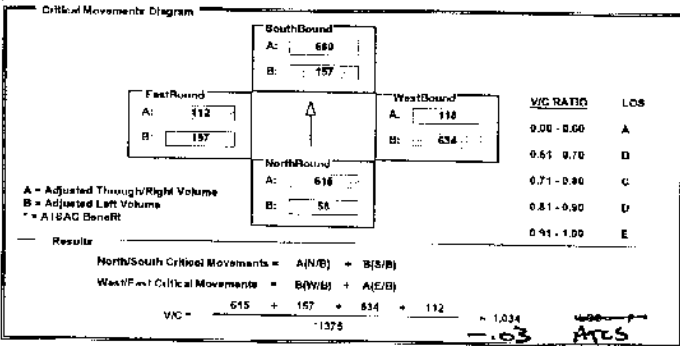 Critical Movements Diagram
SouthBound
A: 680
B: 157
EastBound
A: 112
B: 157
WestBound
A: 118
B: 634
NorthBound
A: 615
B: 58
V/C RATIO LOS
0.00 - 0.60 A
0.61 - 0.70 B
0.71 - 0.80 C
0.81 - 0.90 D
0.91 - 1.00 E
A = Adjusted Through/Right Volume
B = Adjusted Left Volume
* = ATSAC Benefit
Results
North/South Critical Movements = A(N/B) + B(S/B)
West/East Critical Movements = B(W/B) + A(E/B)
V/C = 615 + 157 + 634 + 112
1375
= 1.034
-.03 ATCS